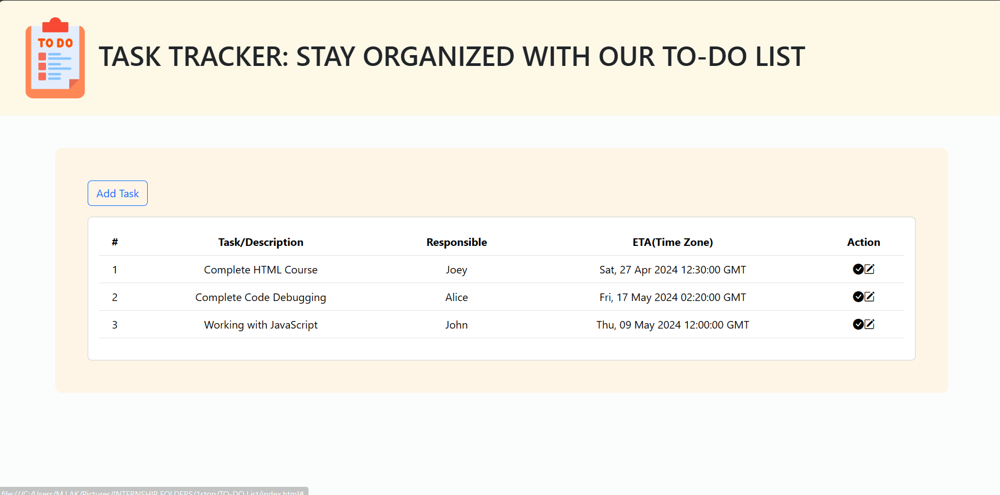 TO DO
TASK TRACKER: STAY ORGANIZED WITH OUR TO-DO LIST
Add Task
# Task/Description Responsible ETA(Time Zone) Action
1 Complete HTML Course Joey Sat, 27 Apr 2024 12:30:00 GMT
2 Complete Code Debugging Alice Fri, 17 May 2024 02:20:00 GMT
3 Working with JavaScript John Thu, 09 May 2024 12:00:00 GMT
file:///C:/Users/M.LAK/Pictures/INTERNSHIP FOLDERS/1stop/TO-DO List/index.html#